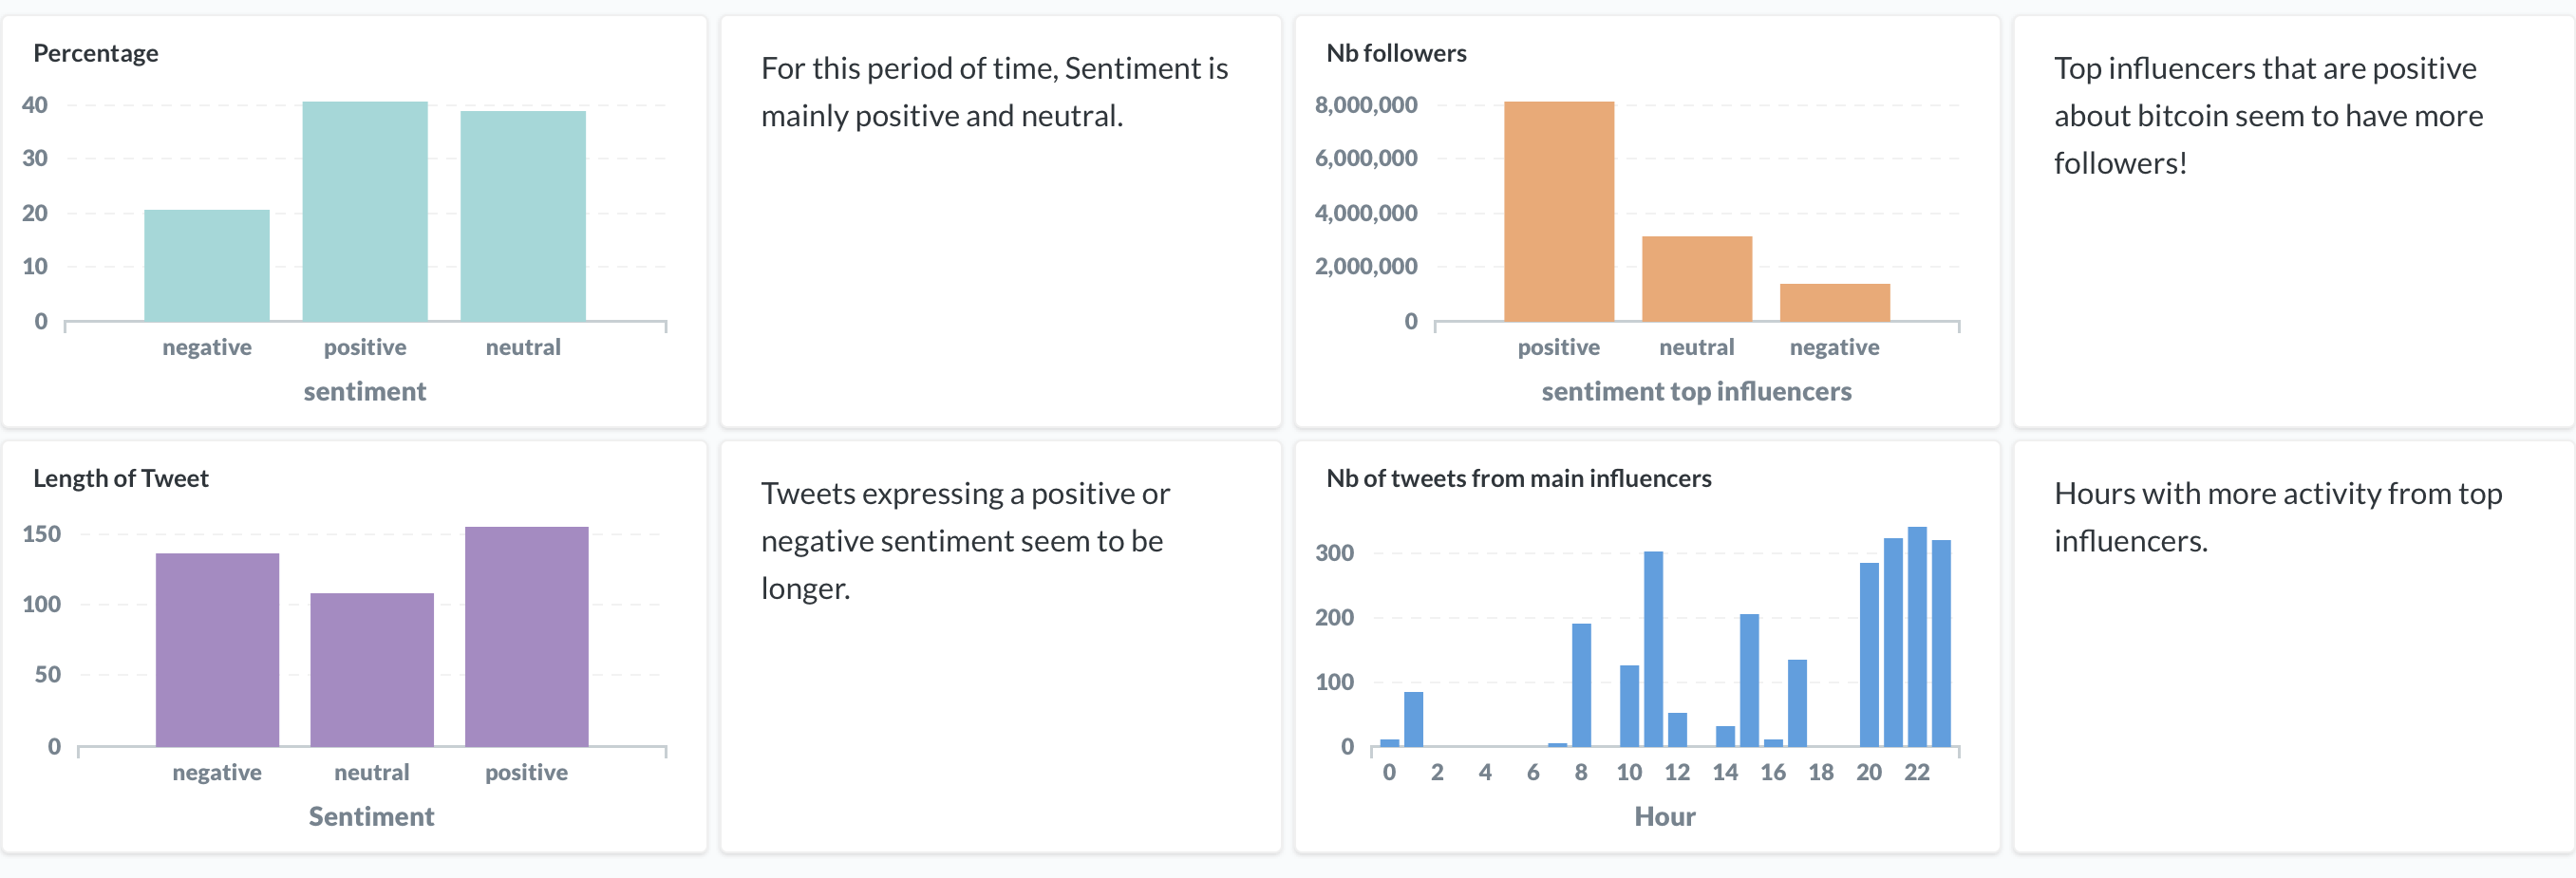 Percentage
40
30
20
10
0
negative positive neutral
sentiment
For this period of time, Sentiment is
mainly positive and neutral.
Nb followers
8,000,000
6,000,000
4,000,000
2,000,000
0
positive neutral negative
sentiment top influencers
Top influencers that are positive
about bitcoin seem to have more
followers!
Length of Tweet
150
100
50
0
negative neutral positive
Sentiment
Tweets expressing a positive or
negative sentiment seem to be
longer.
Nb of tweets from main influencers
300
200
100
0
0 2 4 6 8 10 12 14 16 18 20 22
Hour
Hours with more activity from top
influencers.